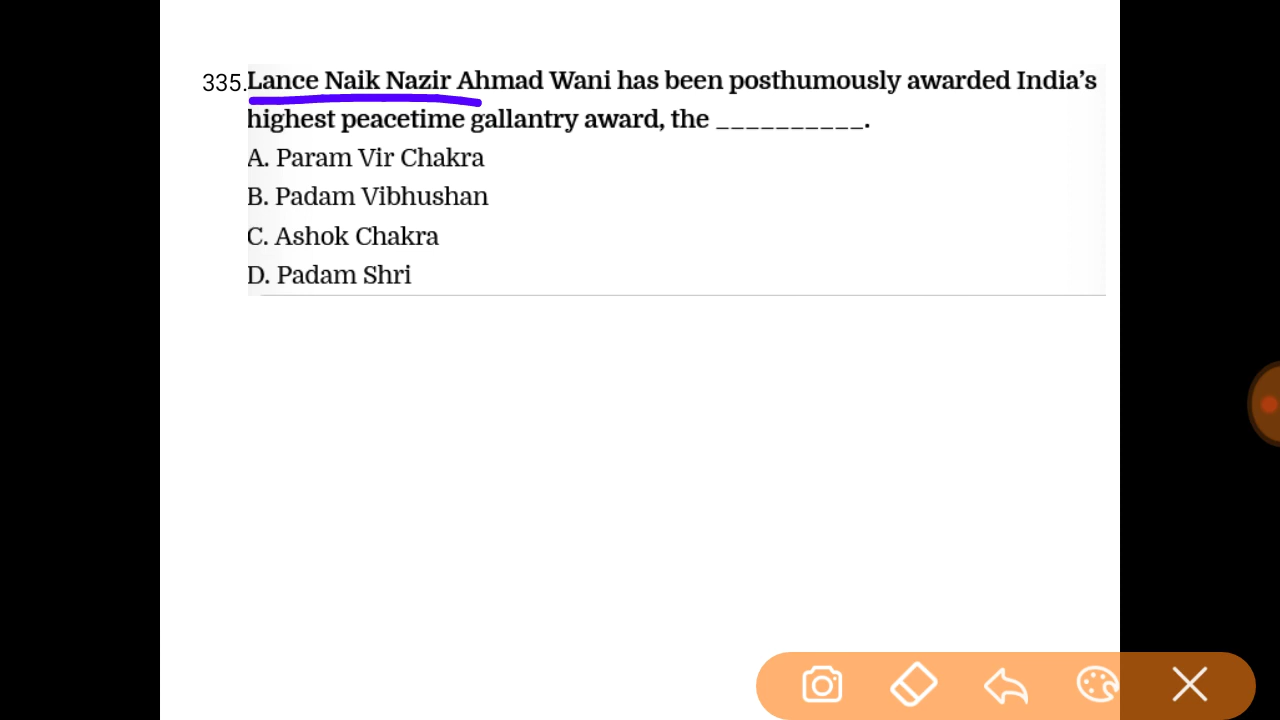 335.Lance Naik Nazir Ahmad Wani has been posthumously awarded India’s
highest peacetime gallantry award, the __________.
A. Param Vir Chakra
B. Padam Vibhushan
C. Ashok Chakra
D. Padam Shri